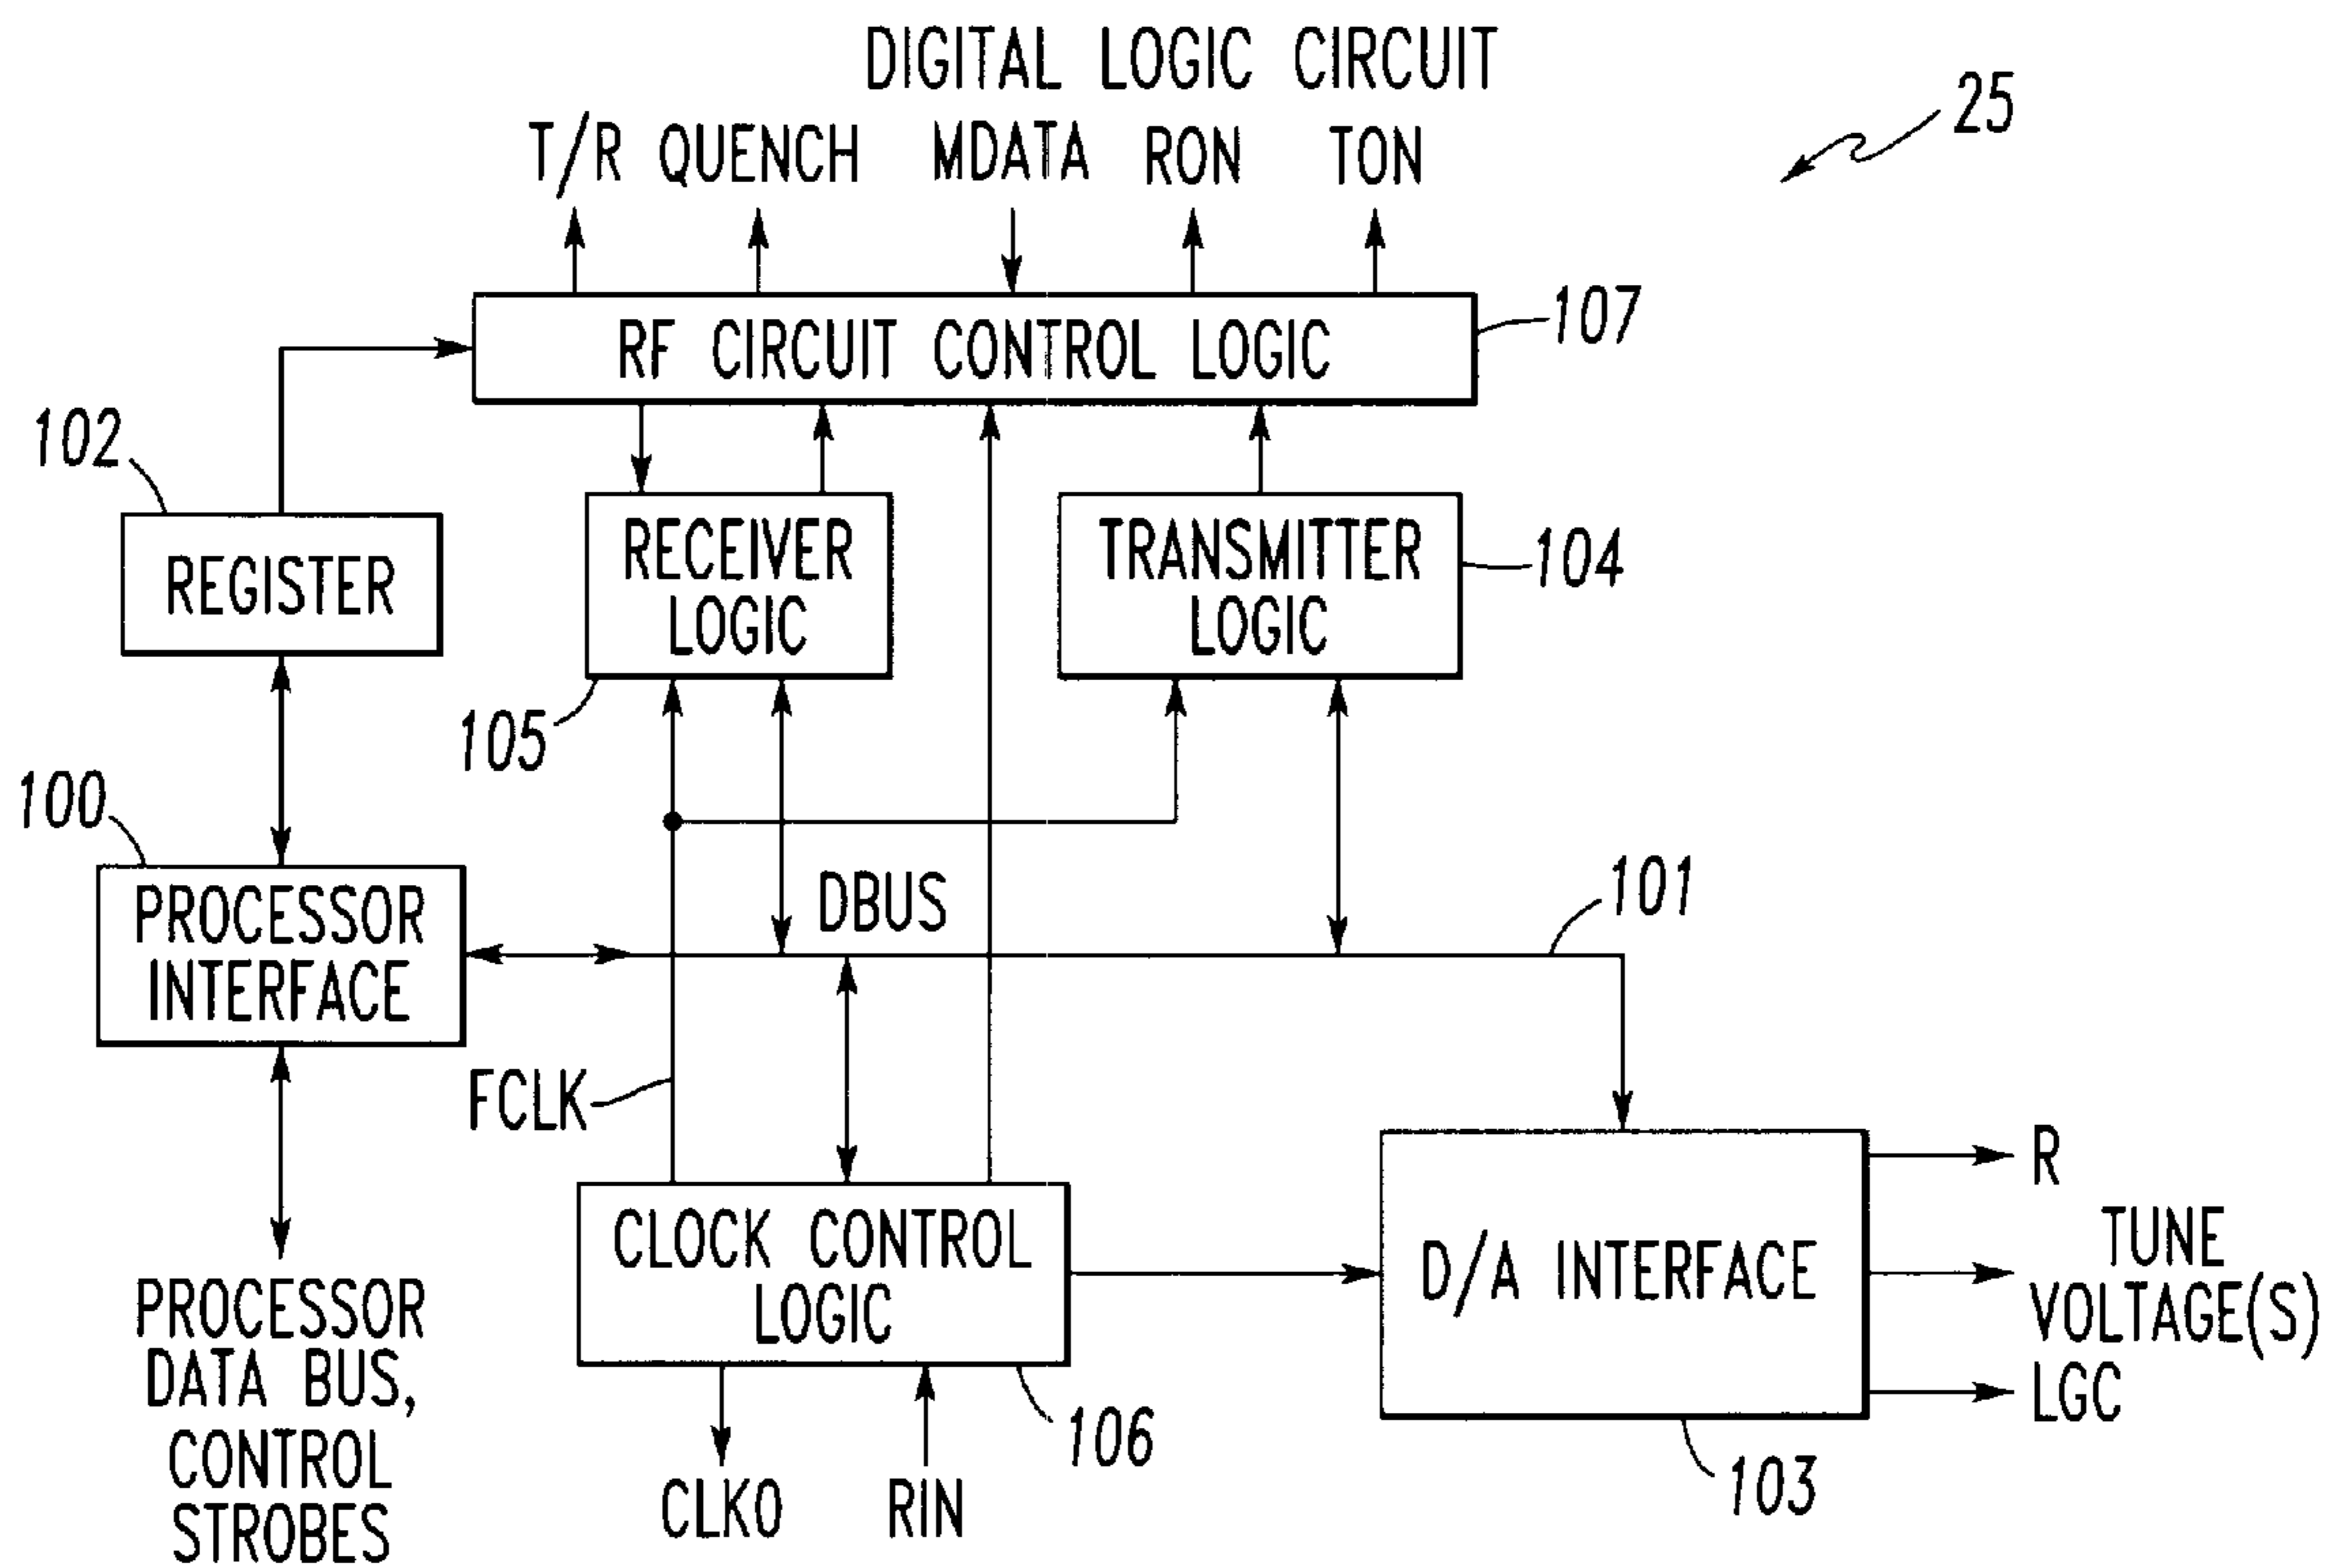 DIGITAL LOGIC CIRCUIT
25
T/R QUENCH MDATA RON TON
RF CIRCUIT CONTROL LOGIC
107
102
REGISTER
RECEIVER
LOGIC
105
TRANSMITTER
LOGIC
104
100
PROCESSOR
INTERFACE
DBUS
101
FCLK
CLOCK CONTROL
LOGIC
106
D/A INTERFACE
103
R
TUNE
VOLTAGE(S)
LGC
PROCESSOR
DATA BUS,
CONTROL
STROBES
CLKO
RIN